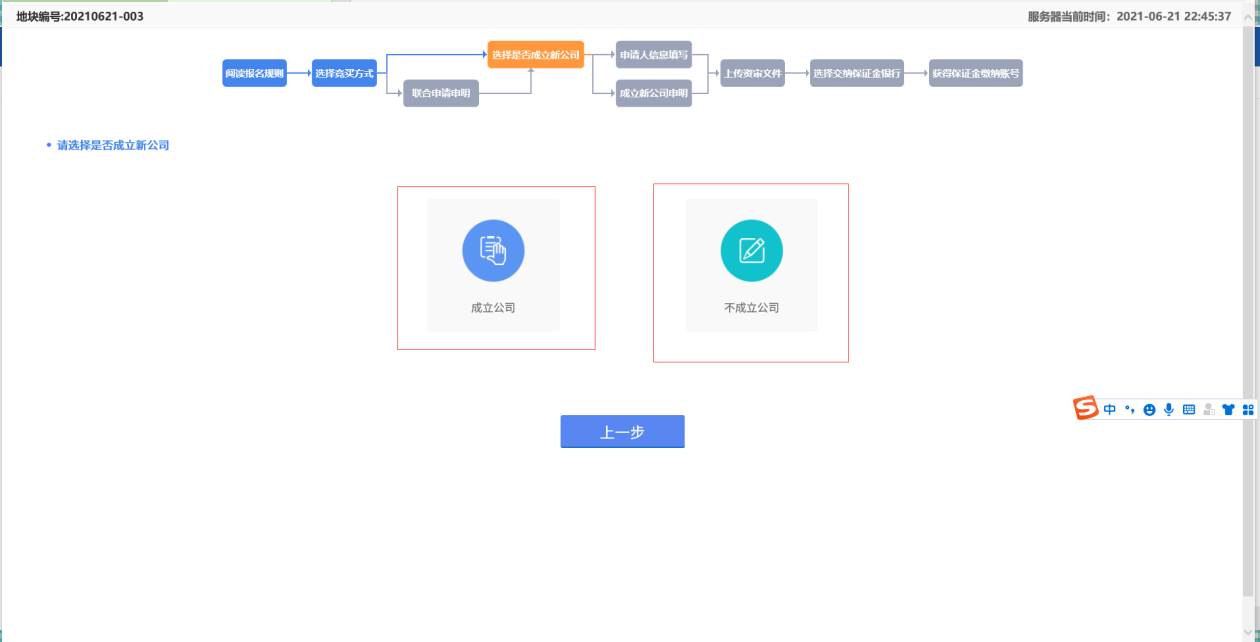 地块编号:20210621-003
服务器当前时间：2021-06-21 22:45:37
选择是否成立新公司
申请人信息填写
阅读报名规则
选择竞买方式
上传资审文件
选择交纳保证金银行
获得保证金缴纳账号
联合申请申明
成立新公司申明
• 请选择是否成立新公司
成立公司
不成立公司
中
上一步